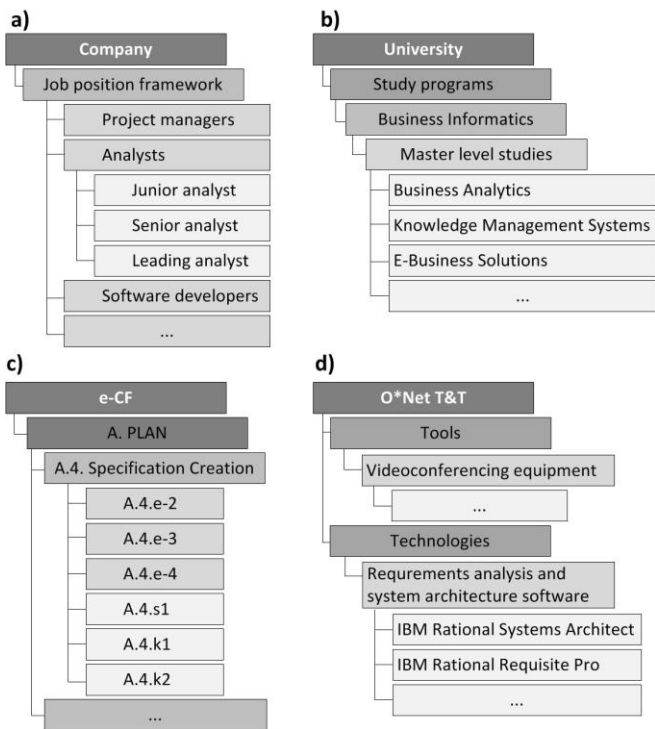 a)
Company
Job position framework
Project managers
Analysts
Junior analyst
Senior analyst
Leading analyst
Software developers
...
b)
University
Study programs
Business Informatics
Master level studies
Business Analytics
Knowledge Management Systems
E-Business Solutions
...
c)
e-CF
A. PLAN
A.4. Specification Creation
A.4.e-2
A.4.e-3
A.4.e-4
A.4.s1
A.4.k1
A.4.k2
...
d)
O*Net T&T
Tools
Videoconferencing equipment
...
Technologies
Requrements analysis and
system architecture software
IBM Rational Systems Architect
IBM Rational Requisite Pro
...